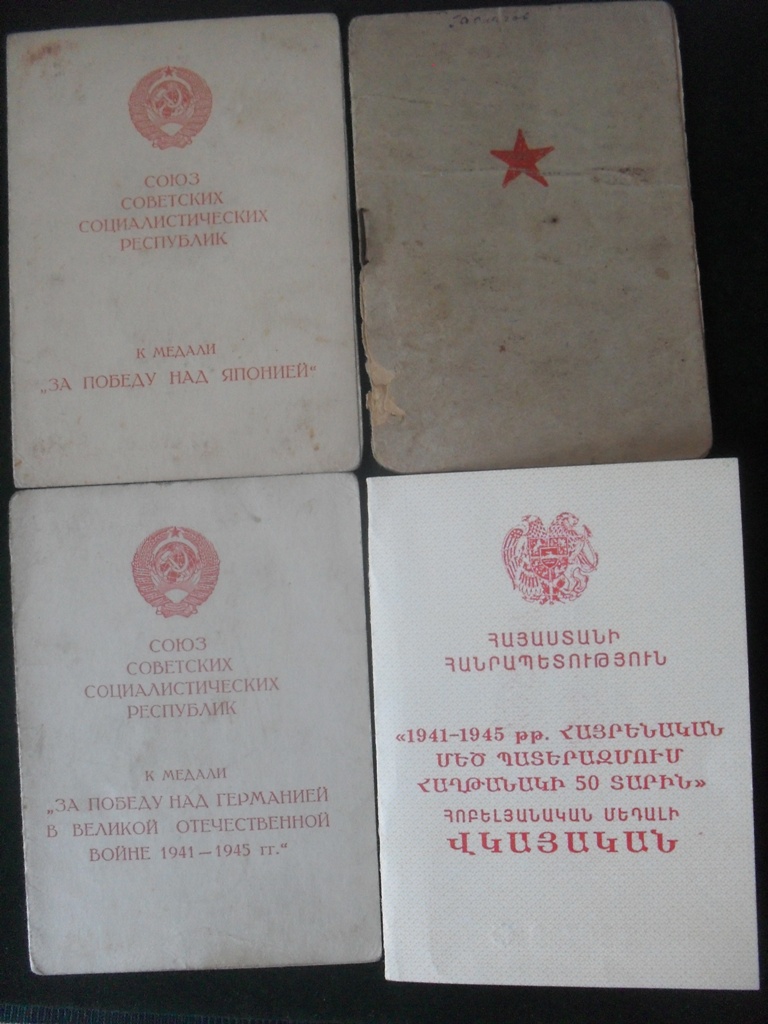 СОЮЗ
СОВЕТСКИХ
СОЦИАЛИСТИЧЕСКИХ
РЕСПУБЛИК
К МЕДАЛИ
„ЗА ПОБЕДУ НАД ЯПОНИЕЙ“
СОЮЗ
СОВЕТСКИХ
СОЦИАЛИСТИЧЕСКИХ
РЕСПУБЛИК
К МЕДАЛИ
„ЗА ПОБЕДУ НАД ГЕРМАНИЕЙ
В ВЕЛИКОЙ ОТЕЧЕСТВЕННОЙ
ВОЙНЕ 1941—1945 гг.“
ՀԱՅԱՍՏԱՆԻ
ՀԱՆՐԱՊԵՏՈՒԹՅՈՒՆ
«1941-1945 թթ. ՀԱՅՐԵՆԱԿԱՆ
ՄԵԾ ՊԱՏԵՐԱԶՄՈՒՄ
ՀԱՂԹԱՆԱԿԻ 50 ՏԱՐԻՆ»
ՀՈԲԵԼՅԱՆԱԿԱՆ ՄԵԴԱԼԻ
ՎԿԱՅԱԿԱՆ